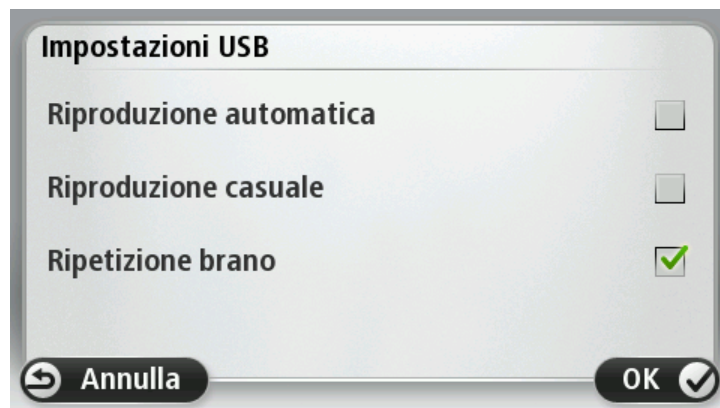 Impostazioni USB
Riproduzione automatica
Riproduzione casuale
Ripetizione brano
Annulla
OK